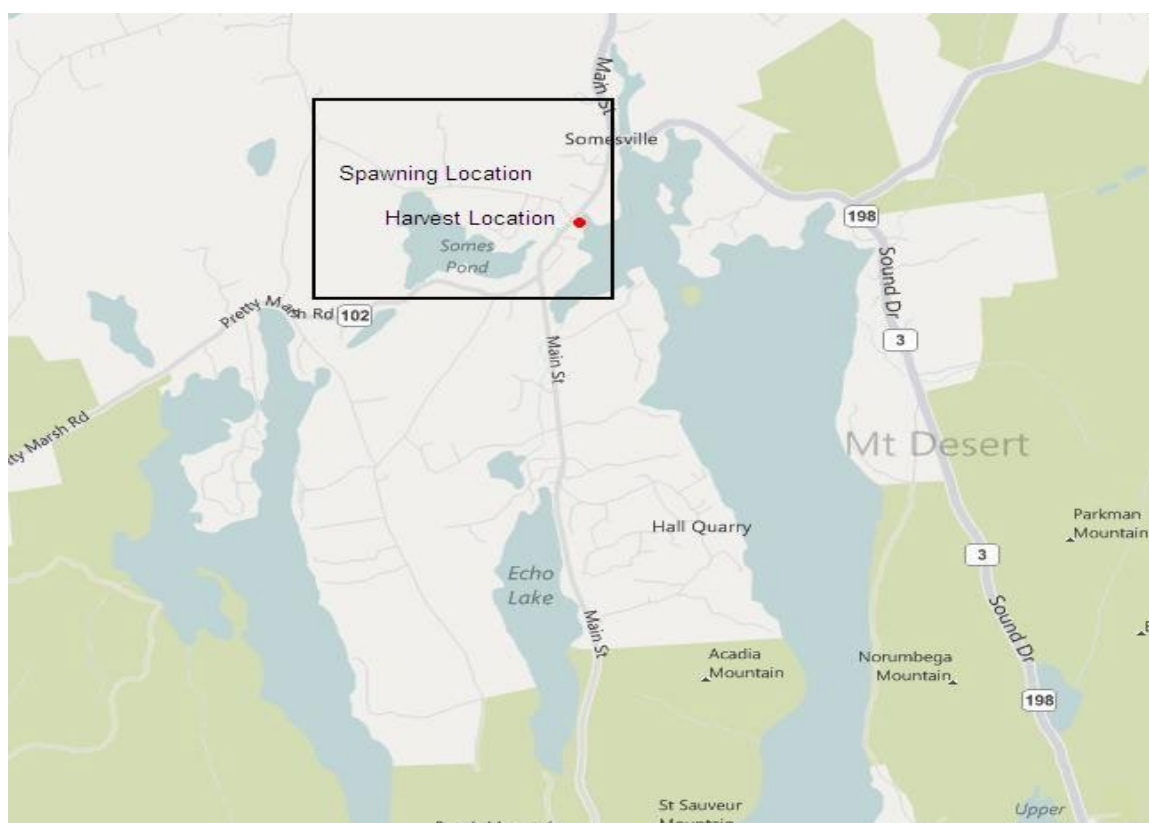 Main St
Somesville
Spawning Location
Harvest Location
198
Somes
Pond
Sound Dr
Pretty Marsh Rd
102
3
Main St
Marsh Rd
Mt Desert
Parkman
Mountain
Hall Quarry
3
Echo
Lake
Sound Dr
Main St
Acadia
Mountain
Norumbega
Mountain
198
St Sauveur
Upper